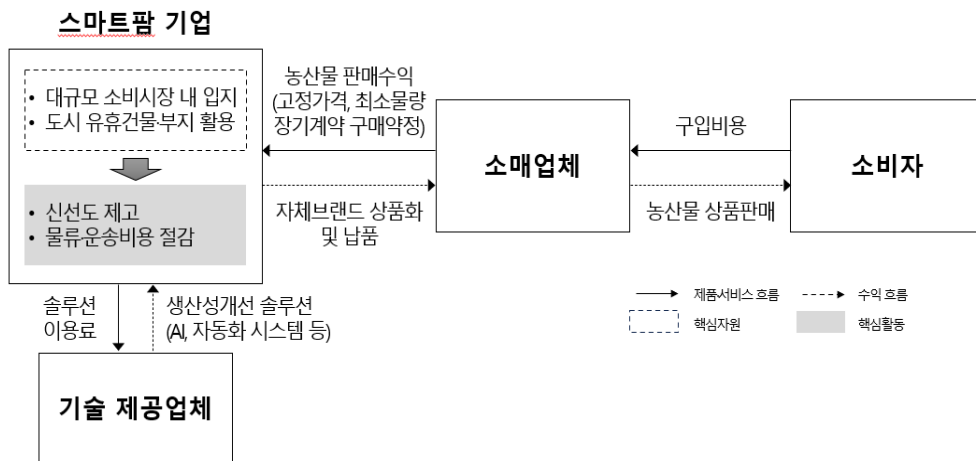 스마트팜 기업
• 대규모 소비시장 내 입지
• 도시 유휴건물·부지 활용
• 신선도 제고
• 물류·운송비용 절감
농산물 판매수익
(고정가격, 최소물량
장기계약 구매약정)
자체브랜드 상품화
및 납품
소매업체
구입비용
농산물 상품판매
소비자
솔루션
이용료
생산성개선 솔루션
(AI, 자동화 시스템 등)
기술 제공업체
제품·서비스 흐름
수익 흐름
핵심자원
핵심활동